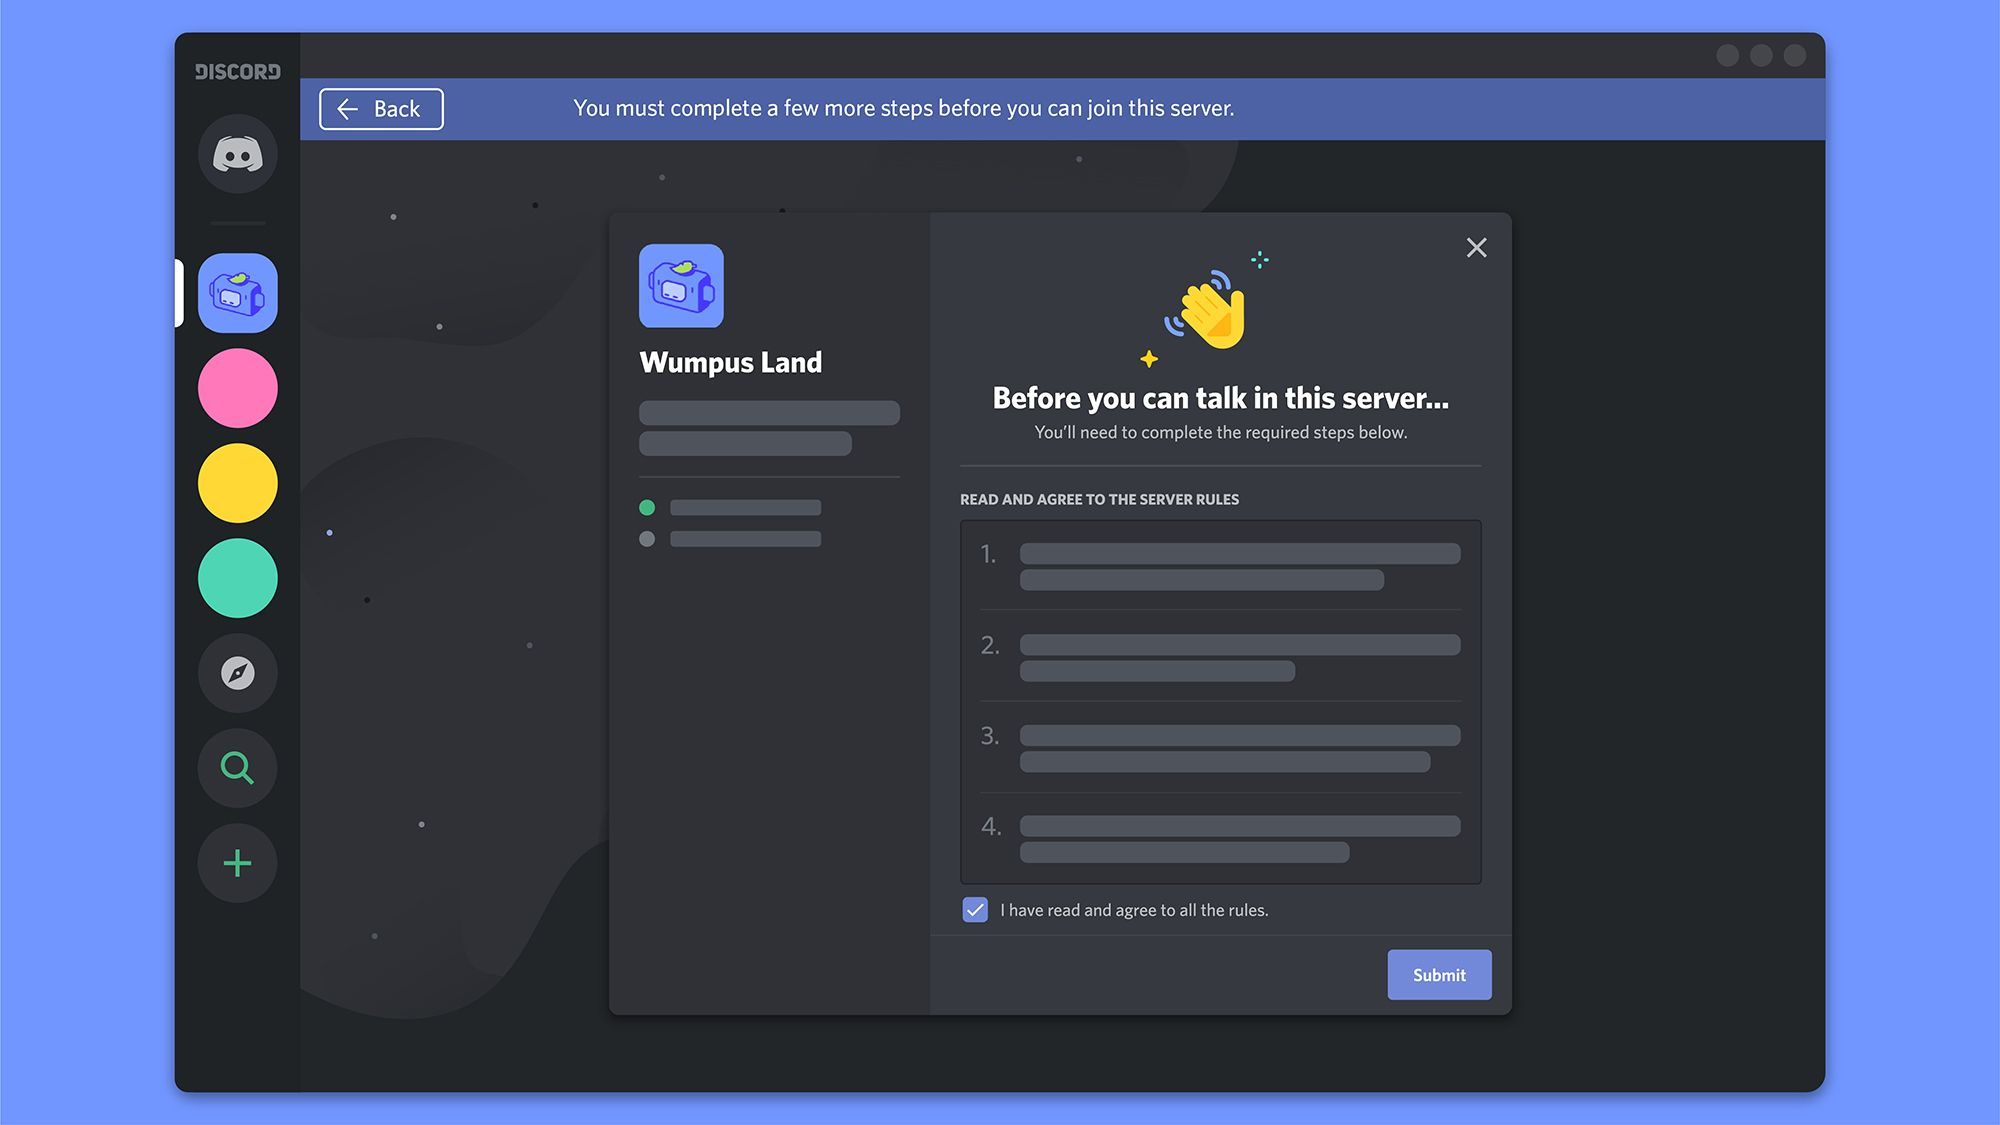 DISCORD
Back
You must complete a few more steps before you can join this server.
Wumpus Land
Before you can talk in this server...
You'll need to complete the required steps below.
READ AND AGREE TO THE SERVER RULES
1.
2.
3.
4.
I have read and agree to all the rules.
Submit